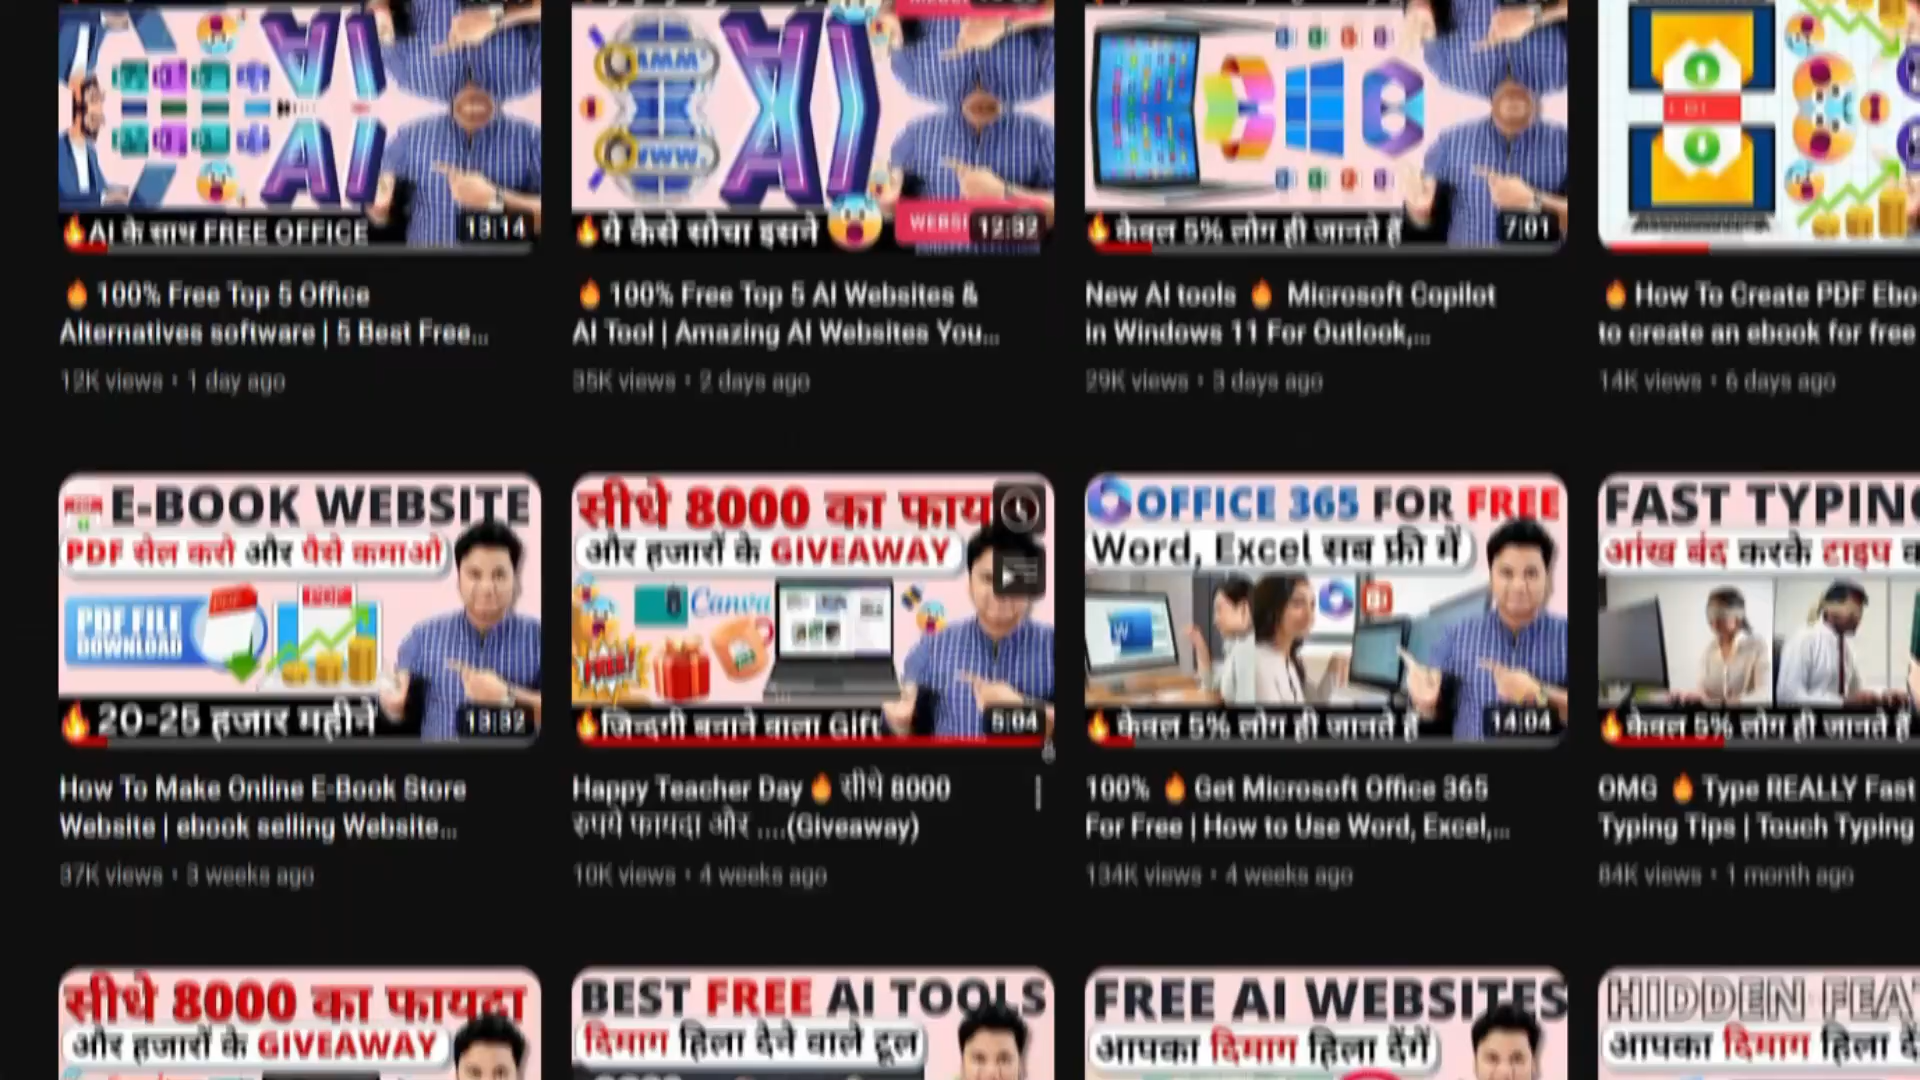 🔥AI के साथ FREE OFFICE
13:14
🔥ये कैसे सोचा इसने
WEBSI
12:32
🔥केवल 5% लोग ही जानते हैं
7:01
🔥 100% Free Top 5 Office
Alternatives software | 5 Best Free...
12K views • 1 day ago
🔥 100% Free Top 5 AI Websites &
AI Tool | Amazing AI Websites You...
35K views • 2 days ago
New AI tools 🔥 Microsoft Copilot
in Windows 11 For Outlook,...
29K views • 3 days ago
🔥 How To Create PDF Ebo
to create an ebook for free
14K views • 6 days ago
E-BOOK WEBSITE
PDF सेल करो और पैसे कमाओ
PDF FILE
DOWNLOAD
🔥20-25 हजार महीने
13:32
सीधे 8000 का फाय
और हजारों के GIVEAWAY
Canva
FREE!
🔥जिन्दगी बनाने वाला Gift
5:04
OFFICE 365 FOR FREE
Word, Excel सब फ्री में
W
🔥केवल 5% लोग ही जानते हैं
14:04
FAST TYPING
आंख बंद करके टाइप क
🔥केवल 5% लोग ही जानते हैं
How To Make Online E-Book Store
Website | ebook selling Website...
37K views • 3 weeks ago
Happy Teacher Day 🔥 सीधे 8000
रुपये फायदा और ....(Giveaway)
10K views • 4 weeks ago
100% 🔥 Get Microsoft Office 365
For Free | How to Use Word, Excel,...
134K views • 4 weeks ago
OMG 🔥 Type REALLY Fast
Typing Tips | Touch Typing
84K views • 1 month ago
सीधे 8000 का फायदा
और हजारों के GIVEAWAY
BEST FREE AI TOOLS
दिमाग हिला देने वाले टूल
FREE AI WEBSITES
आपका दिमाग हिला देंगें
HIDDEN FEA
आपका दिमाग हिला दें